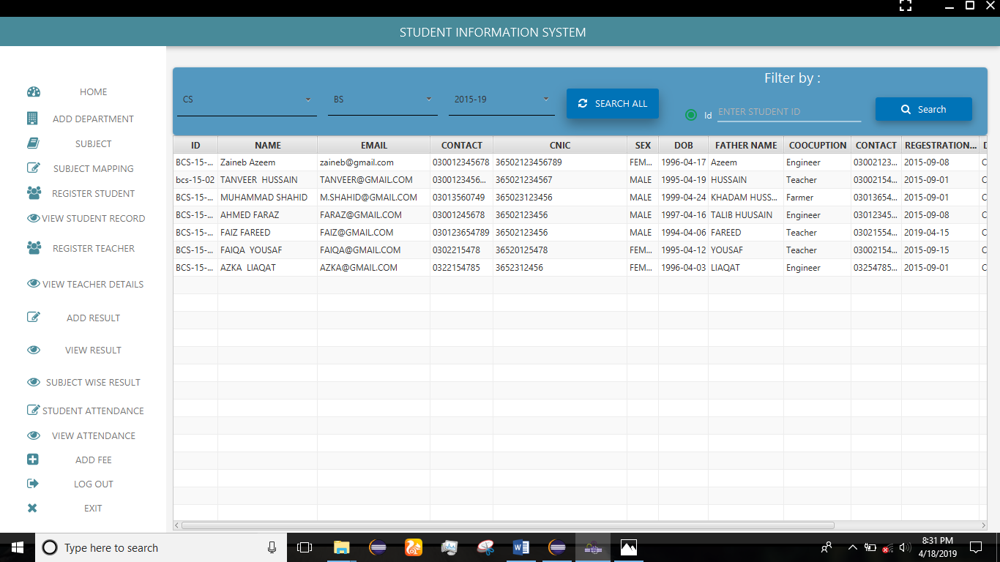 STUDENT INFORMATION SYSTEM
HOME
ADD DEPARTMENT
SUBJECT
SUBJECT MAPPING
REGISTER STUDENT
VIEW STUDENT RECORD
REGISTER TEACHER
VIEW TEACHER DETAILS
ADD RESULT
VIEW RESULT
SUBJECT WISE RESULT
STUDENT ATTENDANCE
VIEW ATTENDANCE
ADD FEE
LOG OUT
EXIT
Filter by :
CS BS 2015-19 SEARCH ALL Id ENTER STUDENT ID Search
ID NAME EMAIL CONTACT CNIC SEX DOB FATHER NAME COOCUPTION CONTACT REGESTRATION... D
BCS-15-... Zaineb Azeem zaineb@gmail.com 030012345678 36502123456789 FEM... 1996-04-17 Azeem Engineer 03002123... 2015-09-08 C
bcs-15-02 TANVEER HUSSAIN TANVEER@GMAIL.COM 0300123456... 365021234567 MALE 1995-04-19 HUSSAIN Teacher 03002154... 2015-09-01 C
BCS-15-... MUHAMMAD SHAHID M.SHAHID@GMAIL.COM 03013560749 365023123456 MALE 1999-04-24 KHADAM HUSS... Farmer 03013654... 2015-09-01 C
BCS-15-... AHMED FARAZ FARAZ@GMAIL.COM 03001245678 36502123456 MALE 1997-04-16 TALIB HUUSAIN Engineer 03012345... 2015-09-08 C
BCS-15-... FAIZ FAREED FAIZ@GMAIL.COM 030123654789 36502123456 MALE 1994-04-06 FAREED Teacher 03021554... 2019-04-15 C
BCS-15-... FAIQA YOUSAF FAIQA@GMAIL.COM 0302215478 36520125478 FEM... 1995-04-12 YOUSAF Teacher 03002154... 2015-09-15 C
BCS-15-... AZKA LIAQAT AZKA@GMAIL.COM 0322154785 3652312456 FEM... 1996-04-03 LIAQAT Engineer 03254785... 2015-09-01 C
Type here to search
8:31 PM
4/18/2019